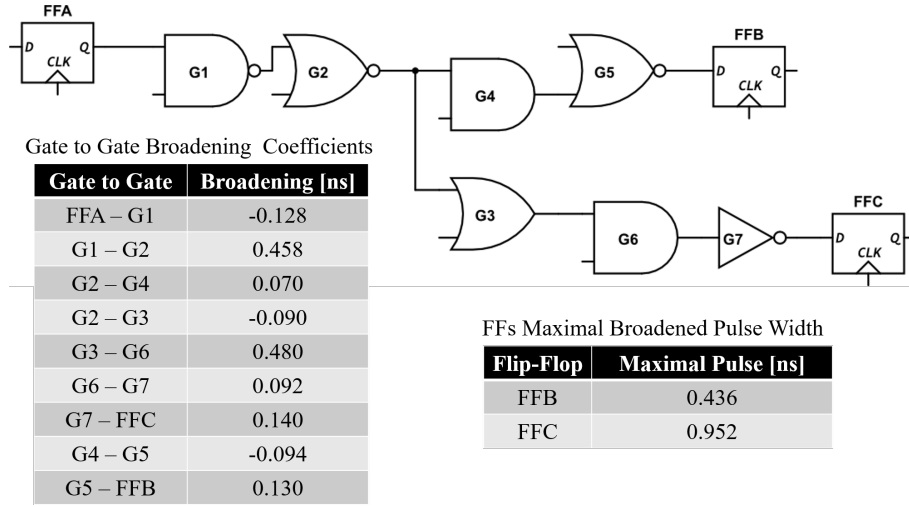 FFA
D
Q
CLK
G1
G2
G4
G5
FFB
D
Q
CLK
G3
G6
G7
FFC
D
Q
CLK
Gate to Gate Broadening Coefficients
Gate to Gate Broadening [ns]
FFA – G1 -0.128
G1 – G2 0.458
G2 – G4 0.070
G2 – G3 -0.090
G3 – G6 0.480
G6 – G7 0.092
G7 – FFC 0.140
G4 – G5 -0.094
G5 – FFB 0.130
FFs Maximal Broadened Pulse Width
Flip-Flop Maximal Pulse [ns]
FFB 0.436
FFC 0.952